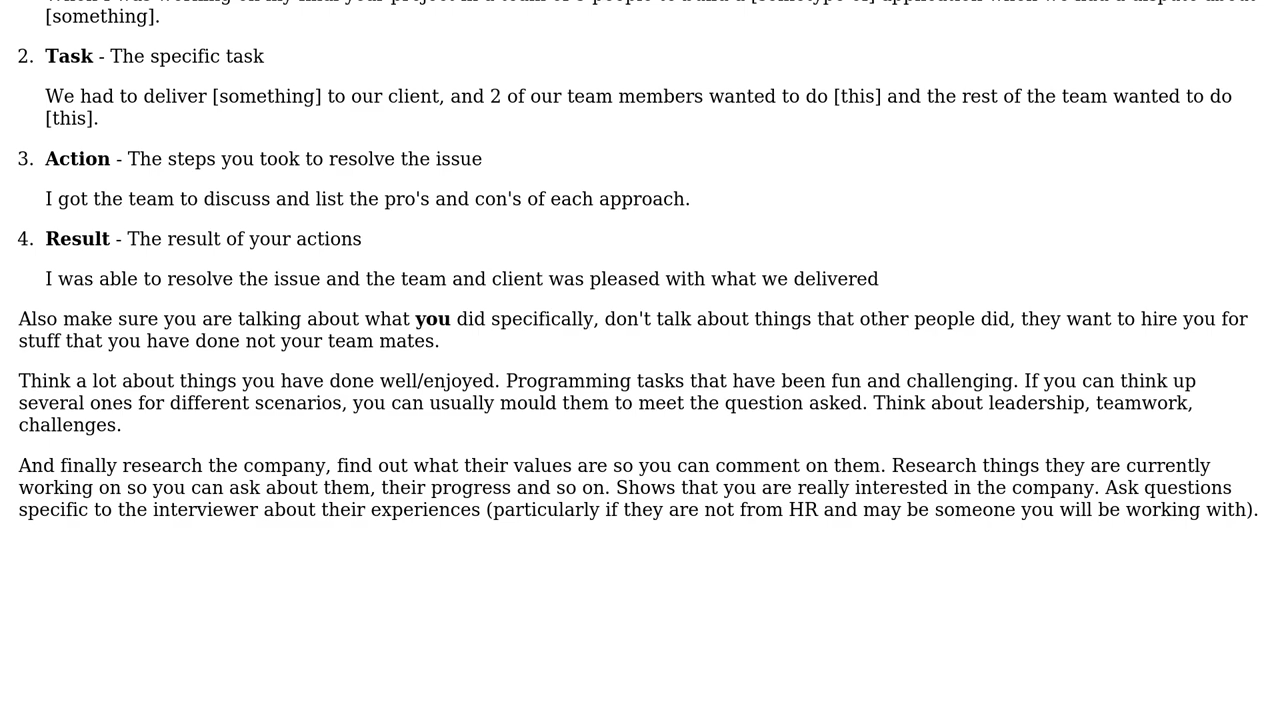 [something].
2. Task - The specific task
We had to deliver [something] to our client, and 2 of our team members wanted to do [this] and the rest of the team wanted to do
[this].
3. Action - The steps you took to resolve the issue
I got the team to discuss and list the pro's and con's of each approach.
4. Result - The result of your actions
I was able to resolve the issue and the team and client was pleased with what we delivered
Also make sure you are talking about what you did specifically, don't talk about things that other people did, they want to hire you for
stuff that you have done not your team mates.
Think a lot about things you have done well/enjoyed. Programming tasks that have been fun and challenging. If you can think up
several ones for different scenarios, you can usually mould them to meet the question asked. Think about leadership, teamwork,
challenges.
And finally research the company, find out what their values are so you can comment on them. Research things they are currently
working on so you can ask about them, their progress and so on. Shows that you are really interested in the company. Ask questions
specific to the interviewer about their experiences (particularly if they are not from HR and may be someone you will be working with).